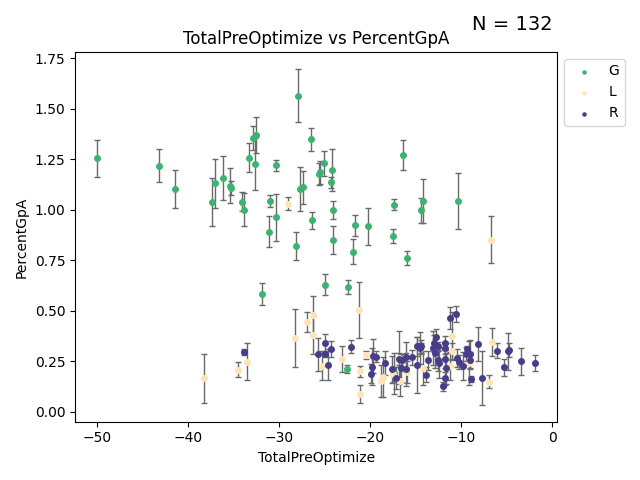 N = 132
TotalPreOptimize vs PercentGpA
G
L
R
PercentGpA
1.75
1.50
1.25
1.00
0.75
0.50
0.25
0.00
−50 −40 −30 −20 −10 0
TotalPreOptimize